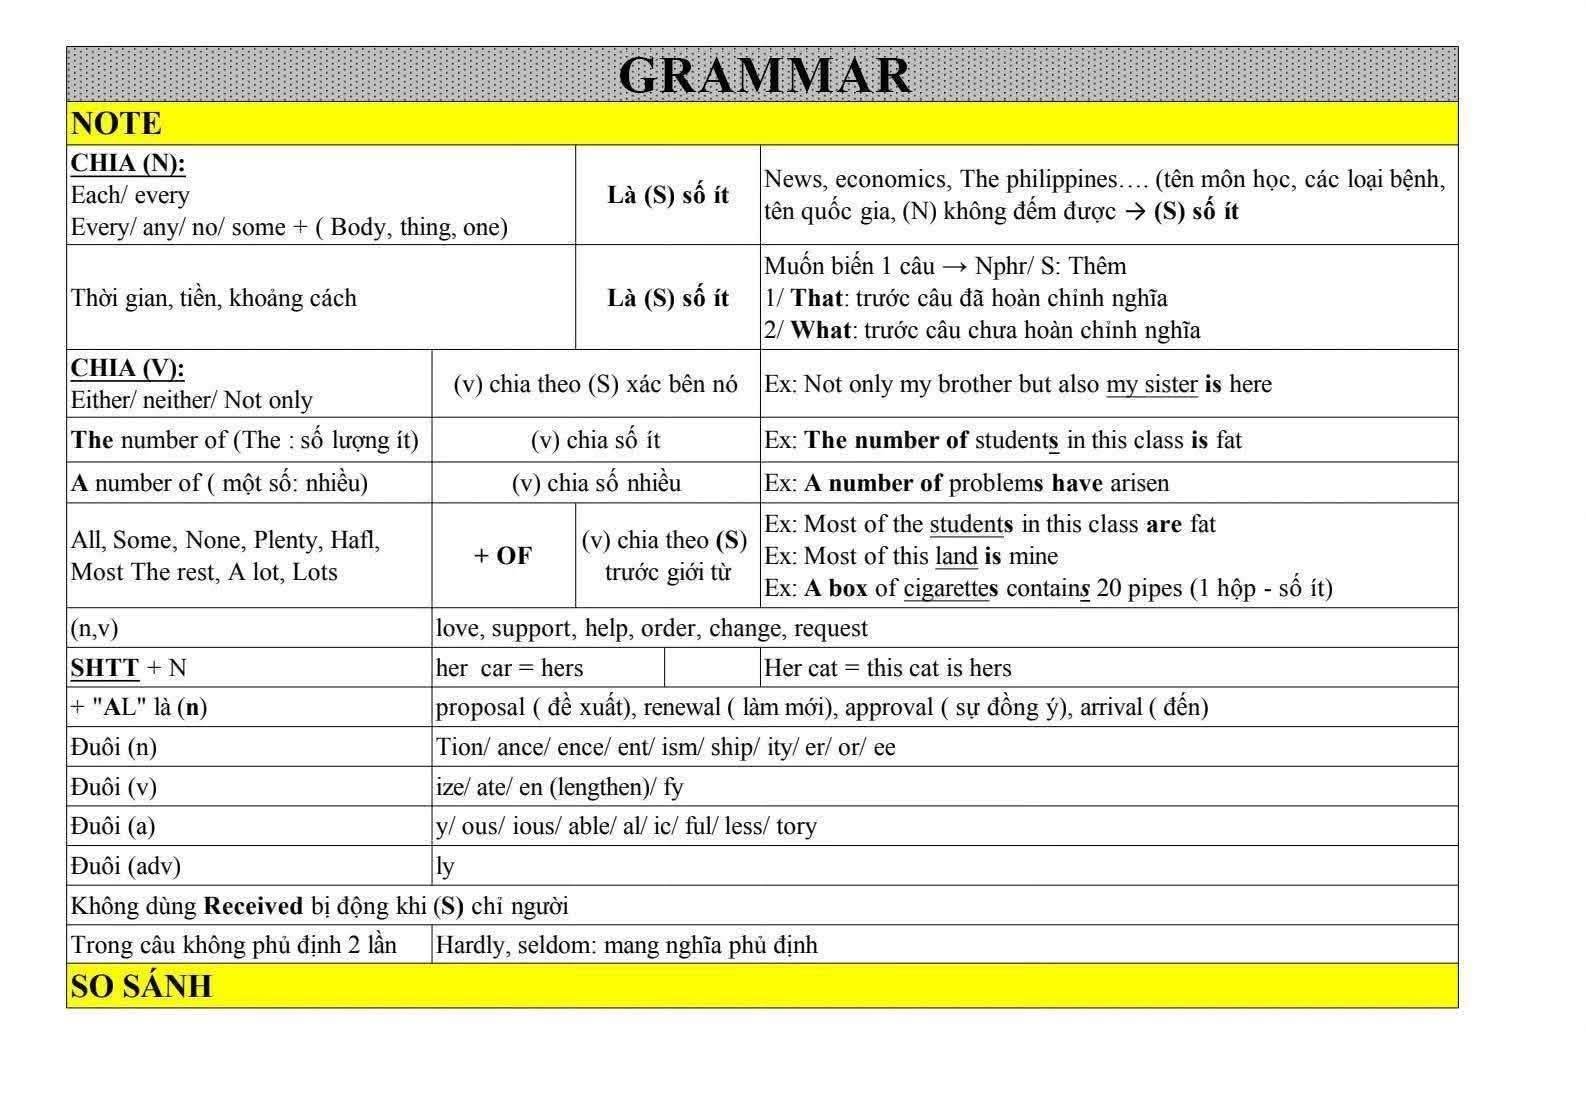 GRAMMAR
NOTE
CHIA (N):
Each/ every
Every/ any/ no/ some + ( Body, thing, one)
Là (S) số ít
News, economics, The philippines…. (tên môn học, các loại bệnh,
tên quốc gia, (N) không đếm được → (S) số ít
Thời gian, tiền, khoảng cách
Là (S) số ít
Muốn biến 1 câu → Nphr/ S: Thêm
1/ That: trước câu đã hoàn chỉnh nghĩa
2/ What: trước câu chưa hoàn chỉnh nghĩa
CHIA (V):
Either/ neither/ Not only
(v) chia theo (S) xác bên nó
Ex: Not only my brother but also my sister is here
The number of (The : số lượng ít)
(v) chia số ít
Ex: The number of students in this class is fat
A number of ( một số: nhiều)
(v) chia số nhiều
Ex: A number of problems have arisen
All, Some, None, Plenty, Hafl,
Most The rest, A lot, Lots
+ OF
(v) chia theo (S)
trước giới từ
Ex: Most of the students in this class are fat
Ex: Most of this land is mine
Ex: A box of cigarettes contains 20 pipes (1 hộp - số ít)
(n,v)
love, support, help, order, change, request
SHTT + N
her car = hers
Her cat = this cat is hers
+ "AL" là (n)
proposal ( đề xuất), renewal ( làm mới), approval ( sự đồng ý), arrival ( đến)
Đuôi (n)
Tion/ ance/ ence/ ent/ ism/ ship/ ity/ er/ or/ ee
Đuôi (v)
ize/ ate/ en (lengthen)/ fy
Đuôi (a)
y/ ous/ ious/ able/ al/ ic/ ful/ less/ tory
Đuôi (adv)
ly
Không dùng Received bị động khi (S) chỉ người
Trong câu không phủ định 2 lần
Hardly, seldom: mang nghĩa phủ định
SO SÁNH